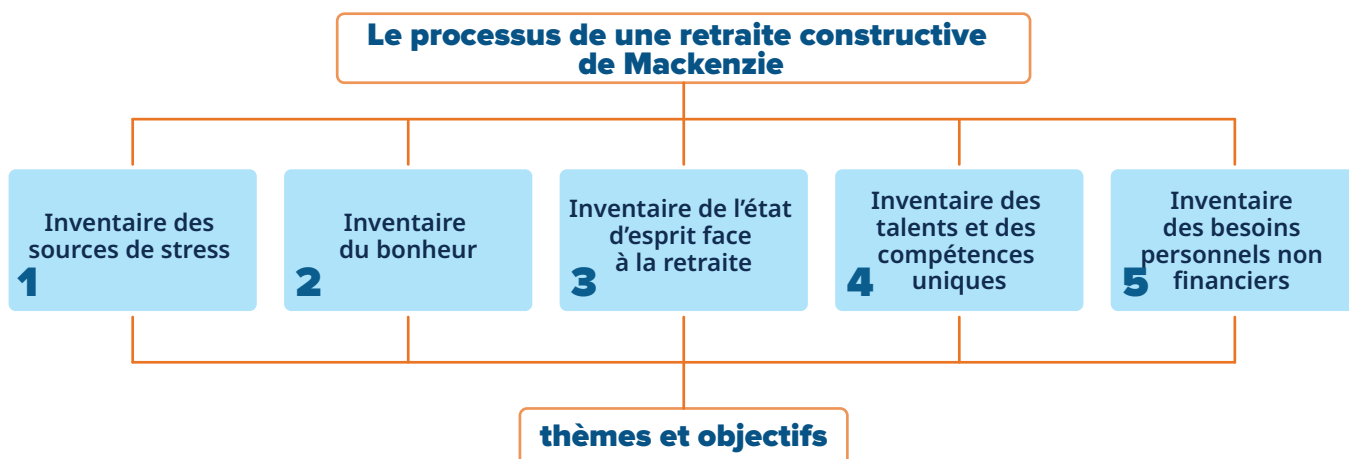 Le processus de une retraite constructive
de Mackenzie
Inventaire des
sources de stress
1
Inventaire
du bonheur
2
Inventaire de l'état
d'esprit face
à la retraite
3
Inventaire des
talents et des
compétences
uniques
4
Inventaire
des besoins
personnels non
financiers
5
thèmes et objectifs